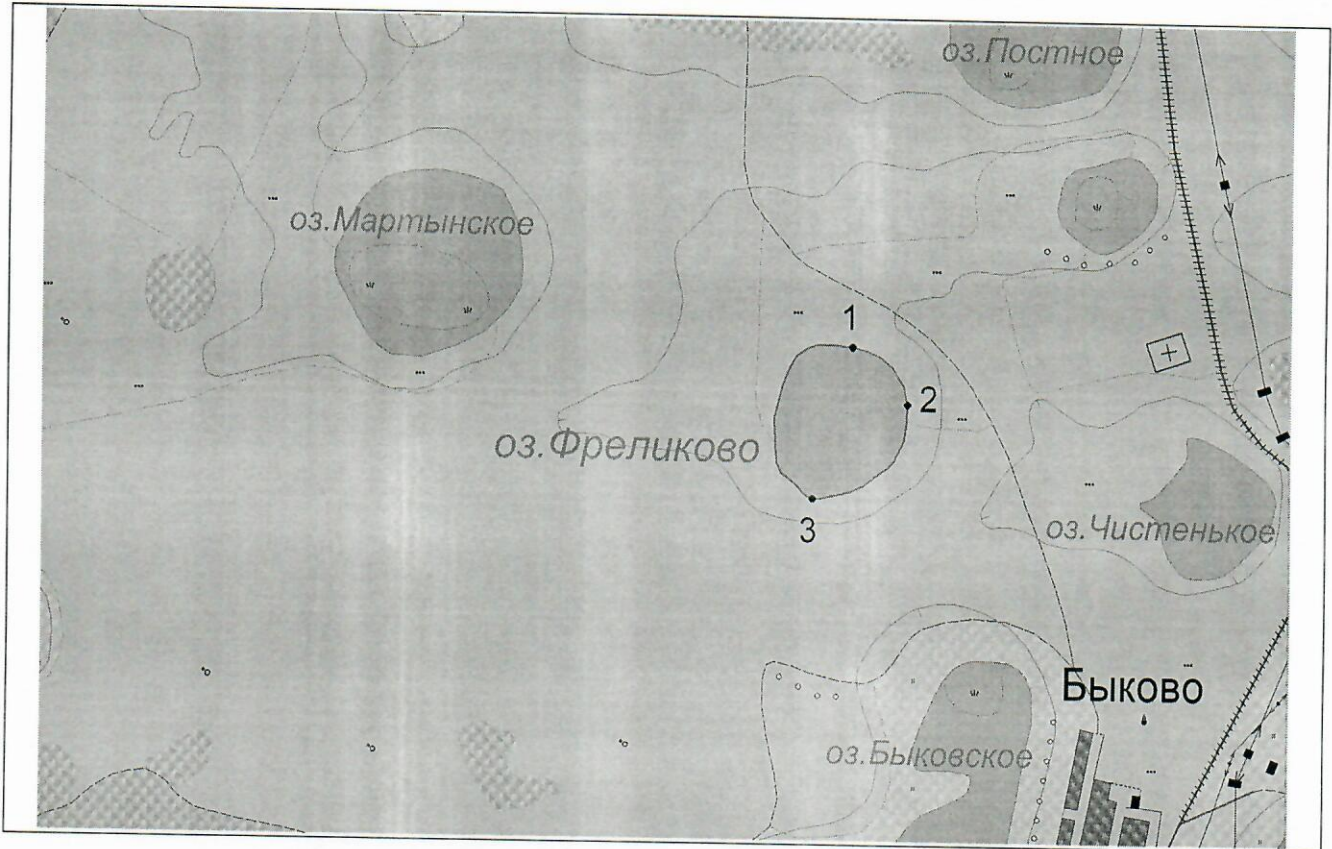 оз.Постное
оз.Мартынское
1
2
оз.Фреликово
3
оз.Чистенькое
Быково
оз.Быковское